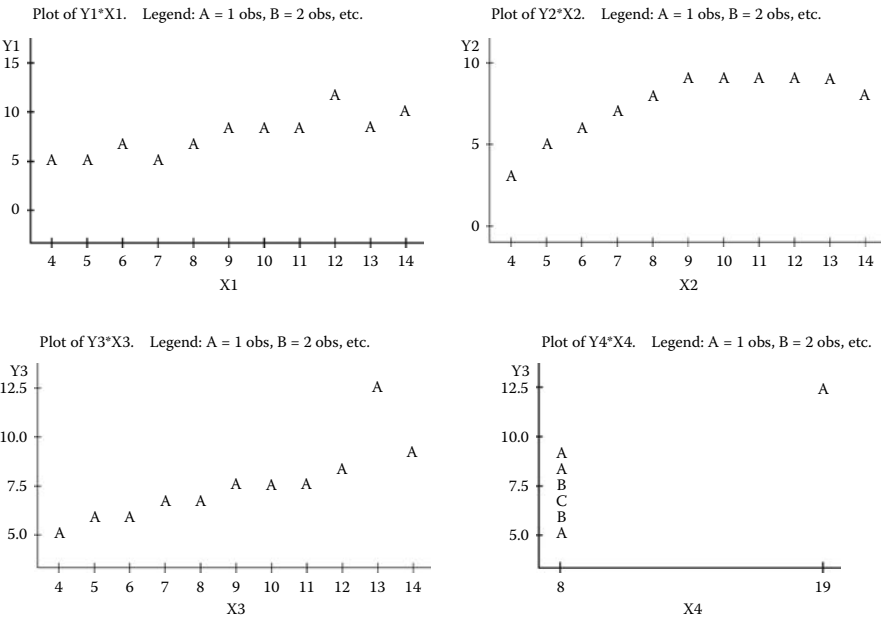 Plot of Y1*X1. Legend: A = 1 obs, B = 2 obs, etc.
Y1
15
10
5
0
A A A A A A A A A A A
4 5 6 7 8 9 10 11 12 13 14
X1
Plot of Y2*X2. Legend: A = 1 obs, B = 2 obs, etc.
Y2
10
5
0
A A A A A A A A A A A
4 5 6 7 8 9 10 11 12 13 14
X2
Plot of Y3*X3. Legend: A = 1 obs, B = 2 obs, etc.
Y3
12.5
10.0
7.5
5.0
A A A A A A A A A A A
4 5 6 7 8 9 10 11 12 13 14
X3
Plot of Y4*X4. Legend: A = 1 obs, B = 2 obs, etc.
Y3
12.5
10.0
7.5
5.0
A
A
A
B
C
B
A
8 19
X4